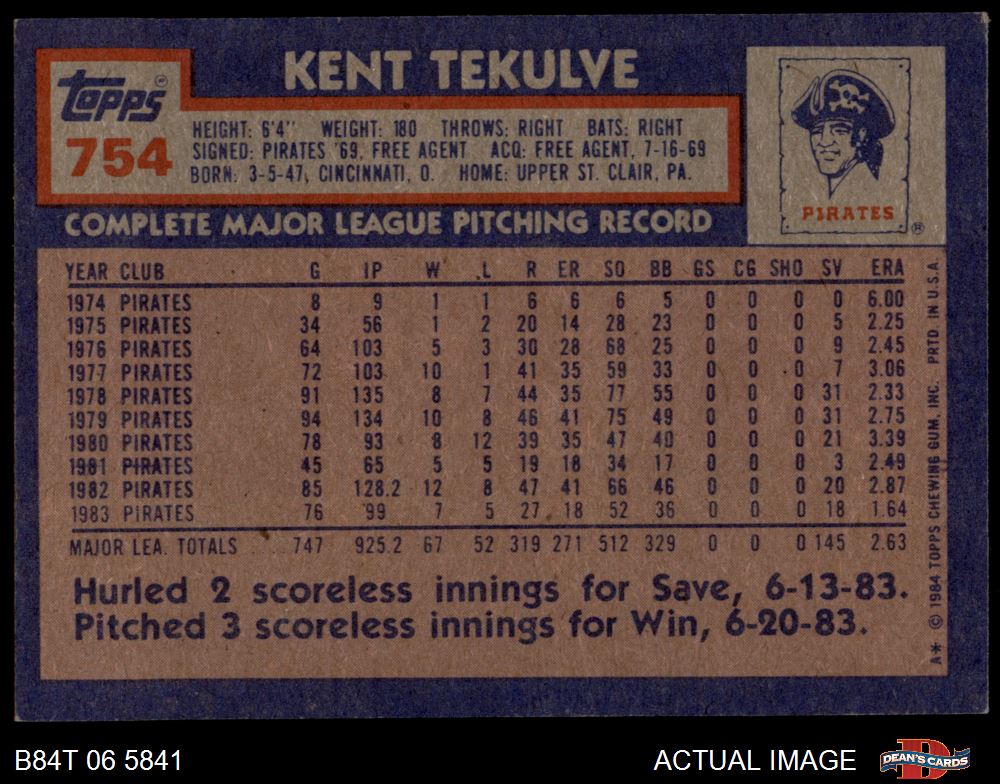 Topps
754
KENT TEKULVE
HEIGHT: 6'4" WEIGHT: 180 THROWS: RIGHT BATS: RIGHT
SIGNED: PIRATES '69, FREE AGENT ACQ: FREE AGENT, 7-16-69
BORN: 3-5-47, CINCINNATI, O. HOME: UPPER ST. CLAIR, PA.
PIRATES ®
COMPLETE MAJOR LEAGUE PITCHING RECORD
YEAR CLUB G IP W L R ER SO BB GS CG SHO SV ERA
1974 PIRATES 8 9 1 1 6 6 6 5 0 0 0 0 6.00
1975 PIRATES 34 56 1 2 20 14 28 23 0 0 0 5 2.25
1976 PIRATES 64 103 5 3 30 28 68 25 0 0 0 9 2.45
1977 PIRATES 72 103 10 1 41 35 59 33 0 0 0 7 3.06
1978 PIRATES 91 135 8 7 44 35 77 55 0 0 0 31 2.33
1979 PIRATES 94 134 10 8 46 41 75 49 0 0 0 31 2.75
1980 PIRATES 78 93 8 12 39 35 47 40 0 0 0 21 3.39
1981 PIRATES 45 65 5 5 19 18 34 17 0 0 0 3 2.49
1982 PIRATES 85 128.2 12 8 47 41 66 46 0 0 0 20 2.87
1983 PIRATES 76 99 7 5 27 18 52 36 0 0 0 18 1.64
MAJOR LEA. TOTALS 747 925.2 67 52 319 271 512 329 0 0 0 145 2.63
Hurled 2 scoreless innings for Save, 6-13-83.
Pitched 3 scoreless innings for Win, 6-20-83.
A* © 1984 TOPPS CHEWING GUM, INC. PRTD. IN U.S.A.
B84T 06 5841
ACTUAL IMAGE
DEAN'S CARDS